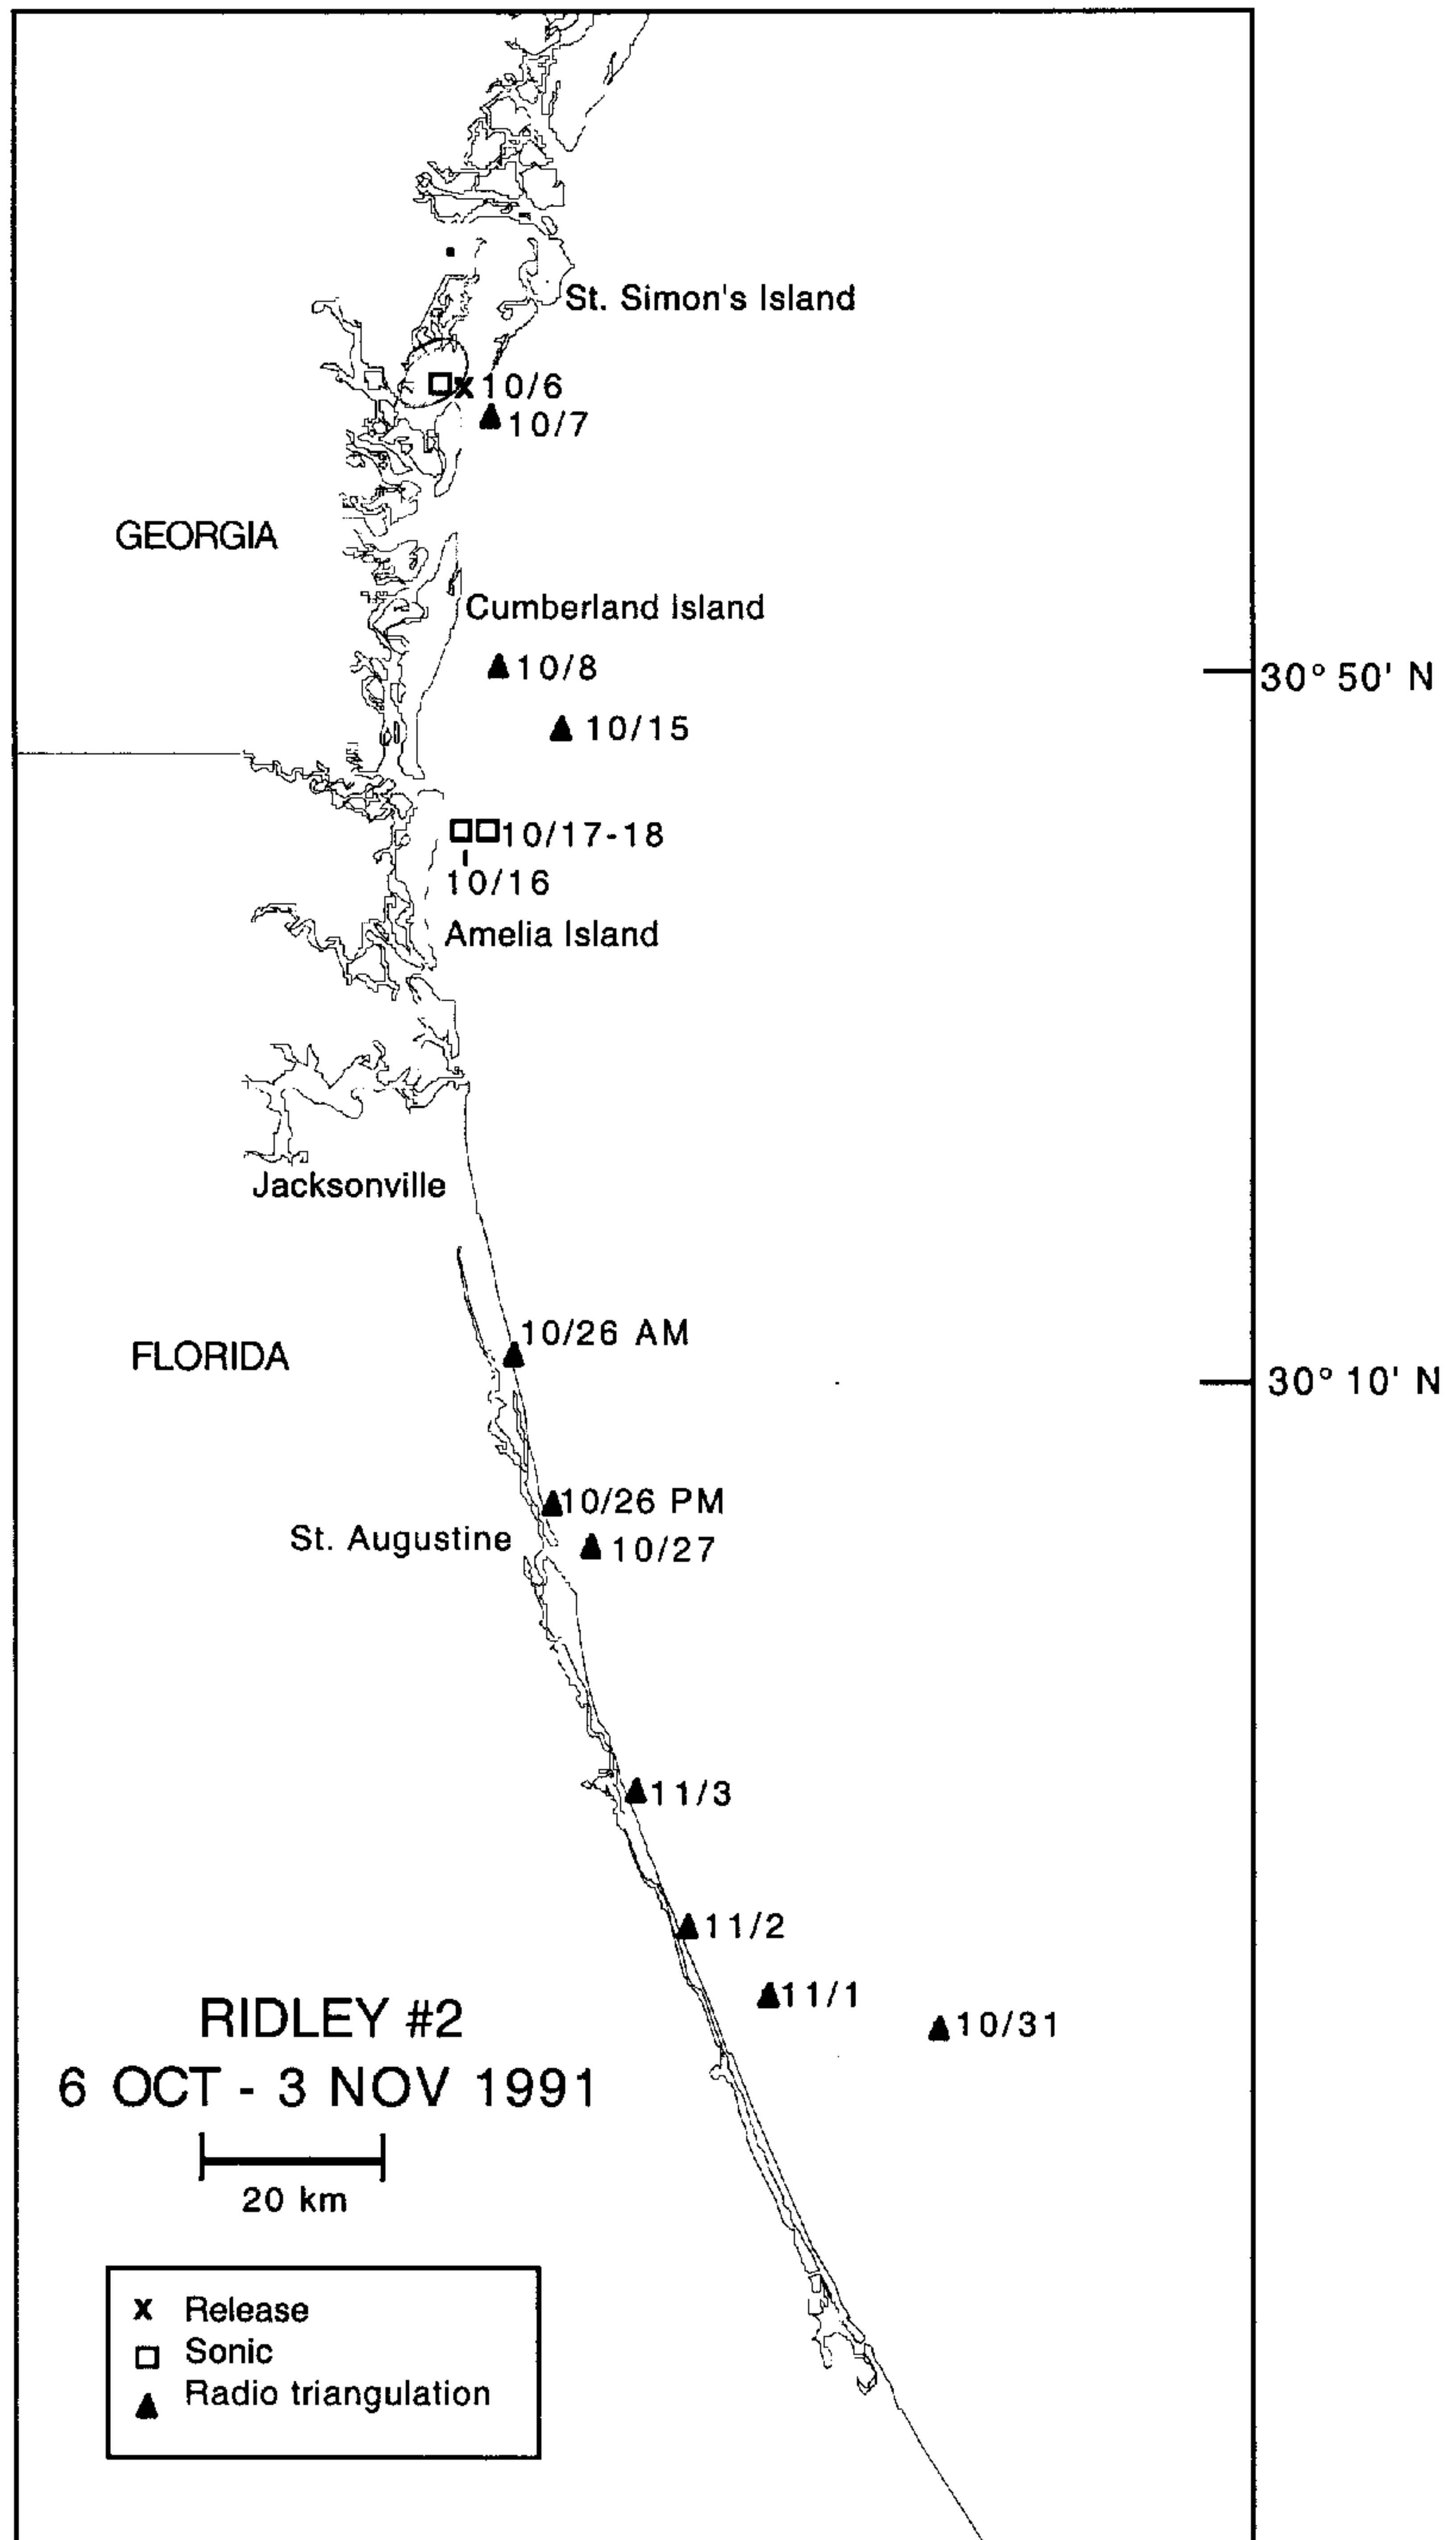 St. Simon's Island
x 10/6
10/7
GEORGIA
Cumberland Island
10/8
30° 50' N
10/15
10/17-18
10/16
Amelia Island
Jacksonville
10/26 AM
FLORIDA
30° 10' N
10/26 PM
St. Augustine
10/27
11/3
11/2
11/1
10/31
RIDLEY #2
6 OCT - 3 NOV 1991
20 km
x Release
Sonic
Radio triangulation